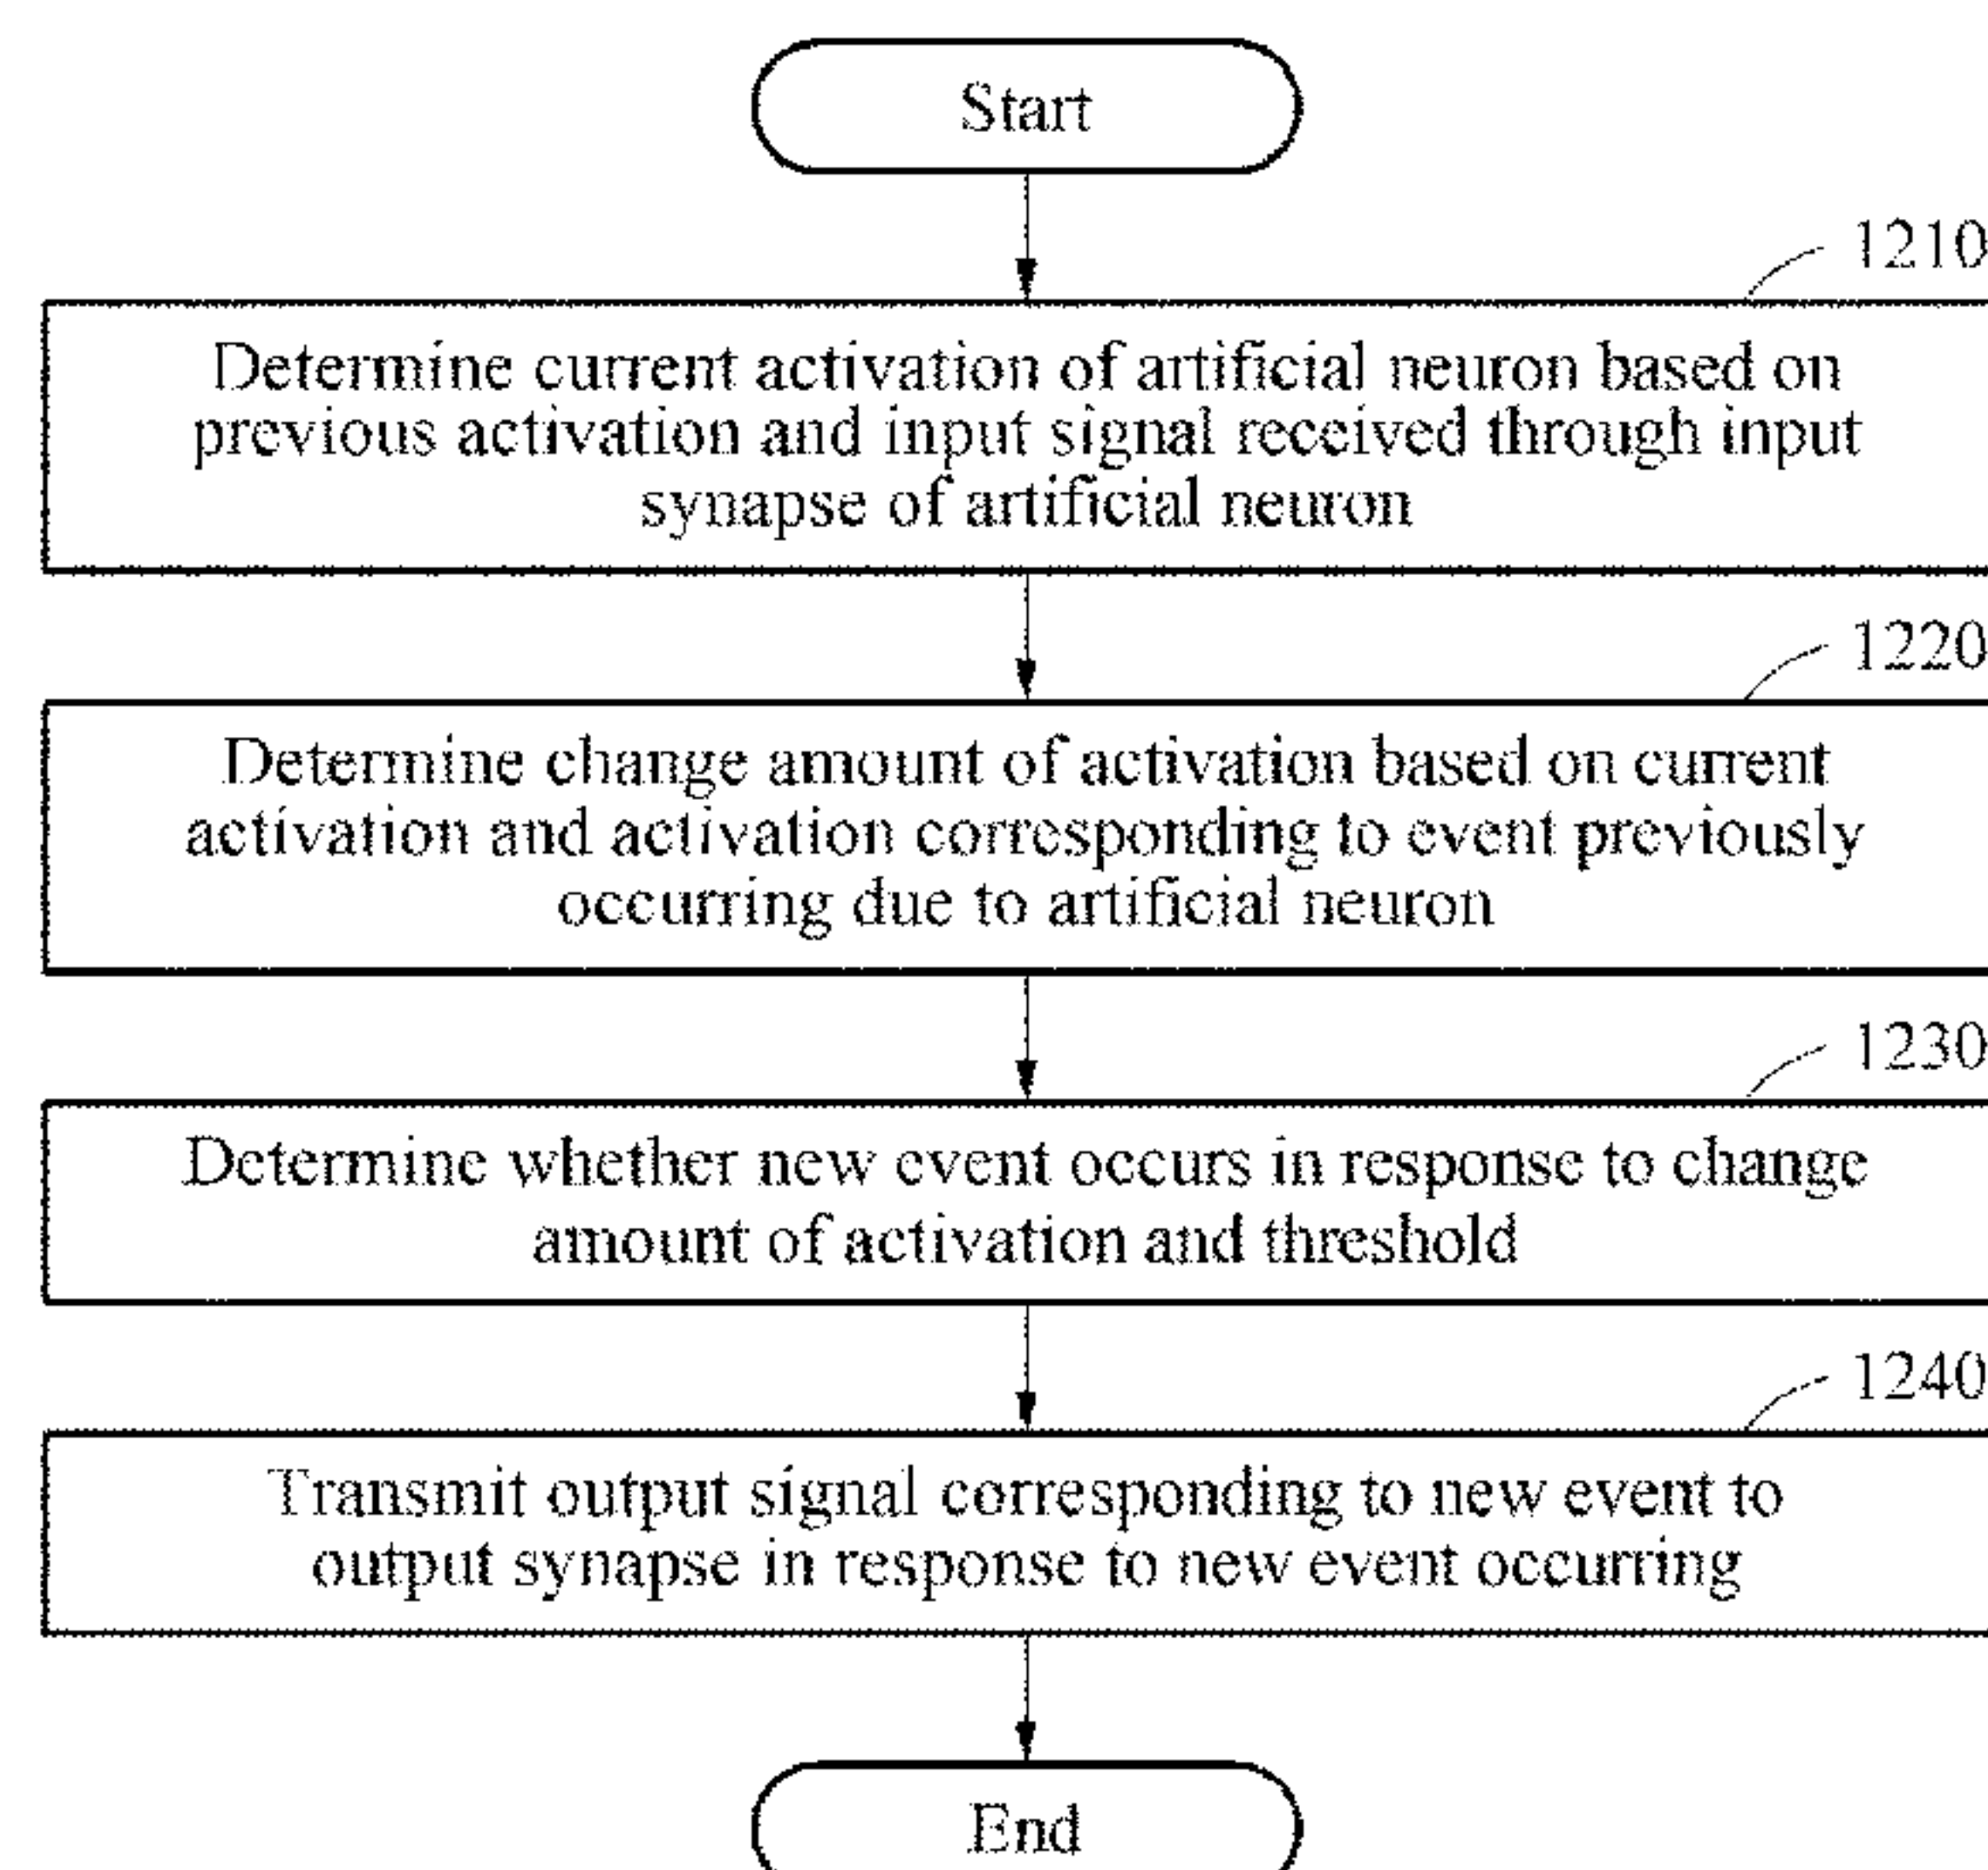 Start
1210
Determine current activation of artificial neuron based on
previous activation and input signal received through input
synapse of artificial neuron
1220
Determine change amount of activation based on current
activation and activation corresponding to event previously
occurring due to artificial neuron
1230
Determine whether new event occurs in response to change
amount of activation and threshold
1240
Transmit output signal corresponding to new event to
output synapse in response to new event occurring
End